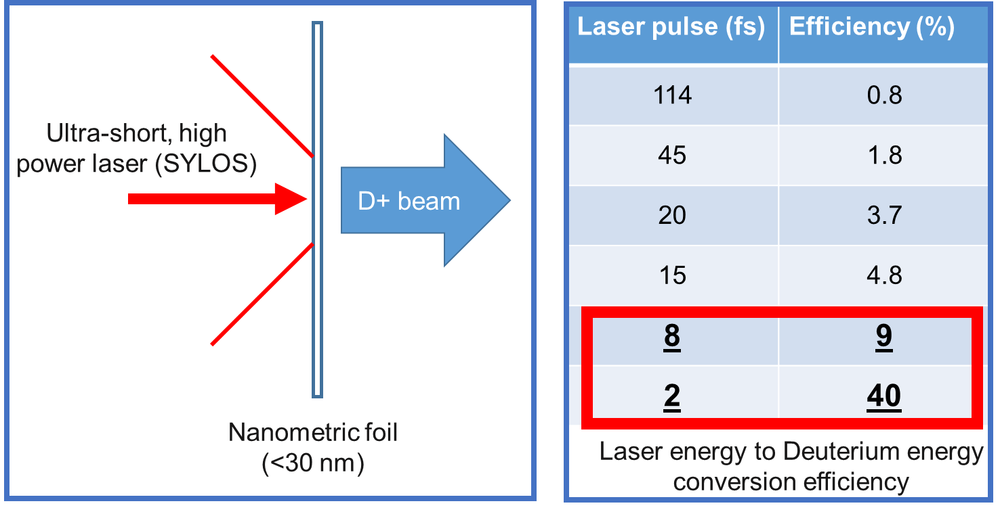 Ultra-short, high
power laser (SYLOS)
D+ beam
Nanometric foil
(<30 nm)
Laser pulse (fs) Efficiency (%)
114 0.8
45 1.8
20 3.7
15 4.8
8 9
2 40
Laser energy to Deuterium energy
conversion efficiency